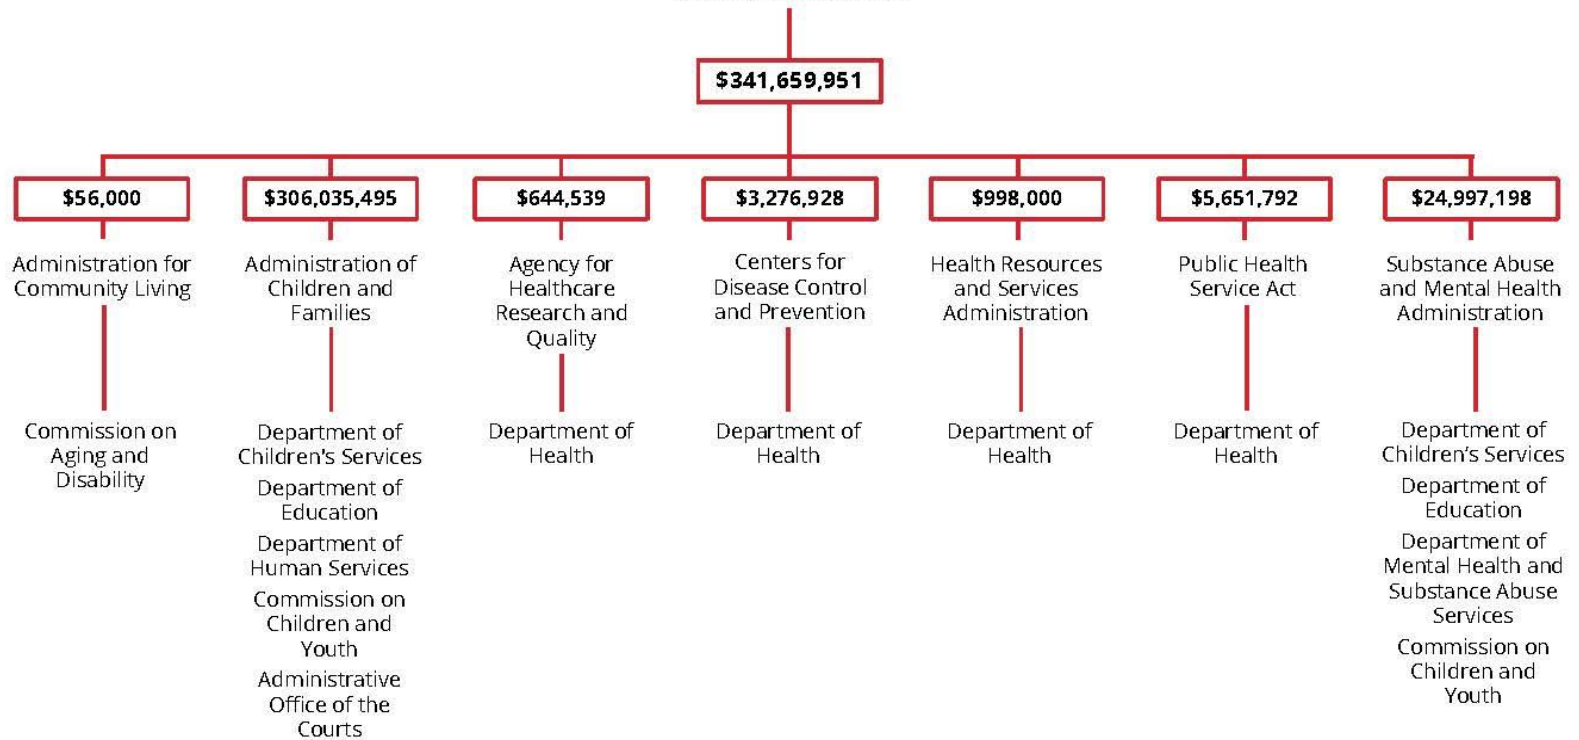 $341,659,951
$56,000
$306,035,495
$644,539
$3,276,928
$998,000
$5,651,792
$24,997,198
Administration for
Community Living
Administration of
Children and
Families
Agency for
Healthcare
Research and
Quality
Centers for
Disease Control
and Prevention
Health Resources
and Services
Administration
Public Health
Service Act
Substance Abuse
and Mental Health
Administration
Commission on
Aging and
Disability
Department of
Children's Services
Department of
Education
Department of
Human Services
Commission on
Children and
Youth
Administrative
Office of the
Courts
Department of
Health
Department of
Health
Department of
Health
Department of
Health
Department of
Children's Services
Department of
Education
Department of
Mental Health and
Substance Abuse
Services
Commission on
Children and
Youth